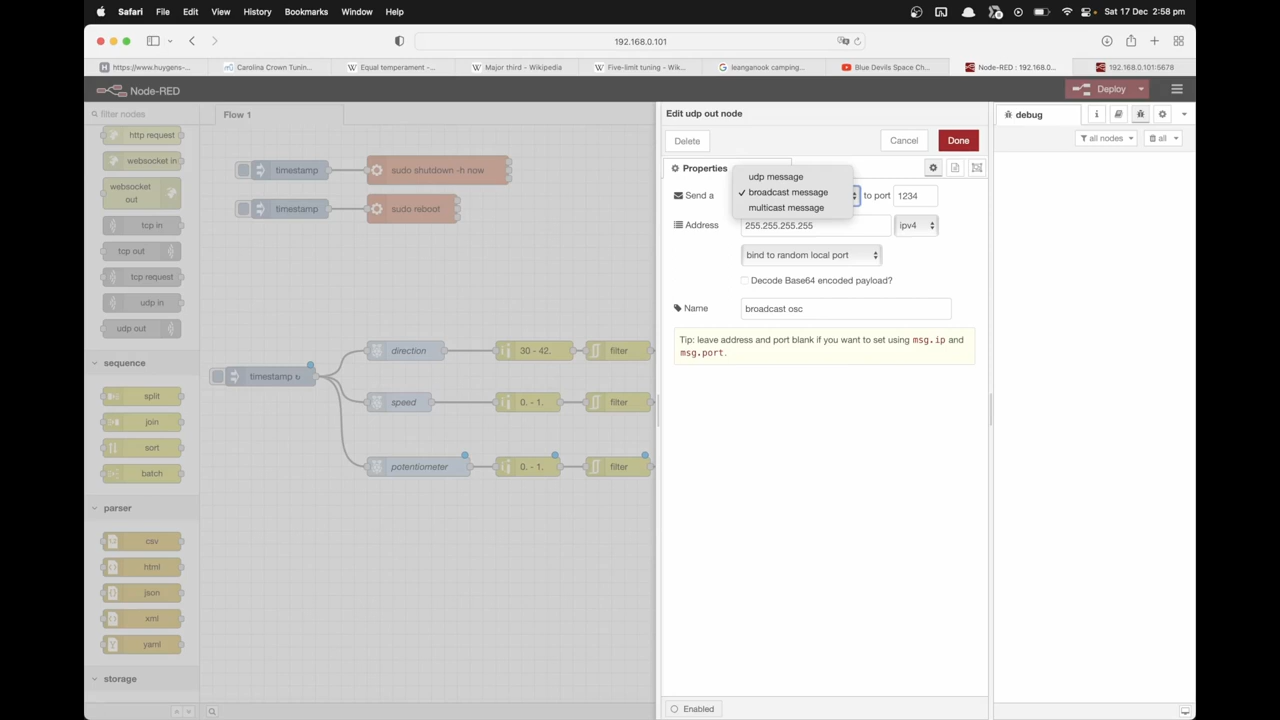 Safari File Edit View History Bookmarks Window Help Sat 17 Dec 2:58 pm
192.168.0.101
https://www.huygens-... Carolina Crown Tunin... Equal temperament -... Major third - Wikipedia Five-limit tuning - Wik... leanganook camping... Blue Devils Space Ch... Node-RED : 192.168.0... 192.168.0.101:5678
Node-RED Deploy
filter nodes Flow 1 Edit udp out node debug
http request
websocket in
websocket
out
tcp in
tcp out
tcp request
udp in
udp out
sequence
split
join
sort
batch
parser
csv
html
json
xml
yaml
storage
timestamp sudo shutdown -h now
timestamp sudo reboot
direction 30 - 42. filter
timestamp ↻
speed 0. - 1. filter
potentiometer 0. - 1. filter
Delete Cancel Done
Properties
udp message
✓ broadcast message
multicast message
Send a to port 1234
Address 255.255.255.255 ipv4
bind to random local port
Decode Base64 encoded payload?
Name broadcast osc
Tip: leave address and port blank if you want to set using msg.ip and
msg.port.
Enabled
all nodes all